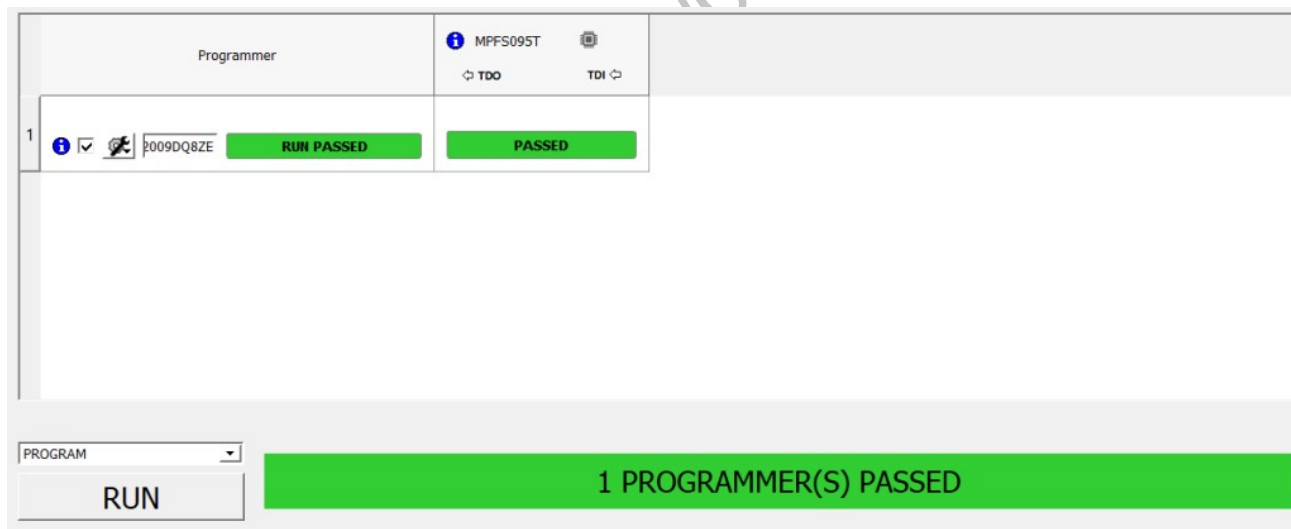 Programmer
MPFS095T
TDO TDI
1
2009DQ8ZE RUN PASSED PASSED
PROGRAM
RUN
1 PROGRAMMER(S) PASSED